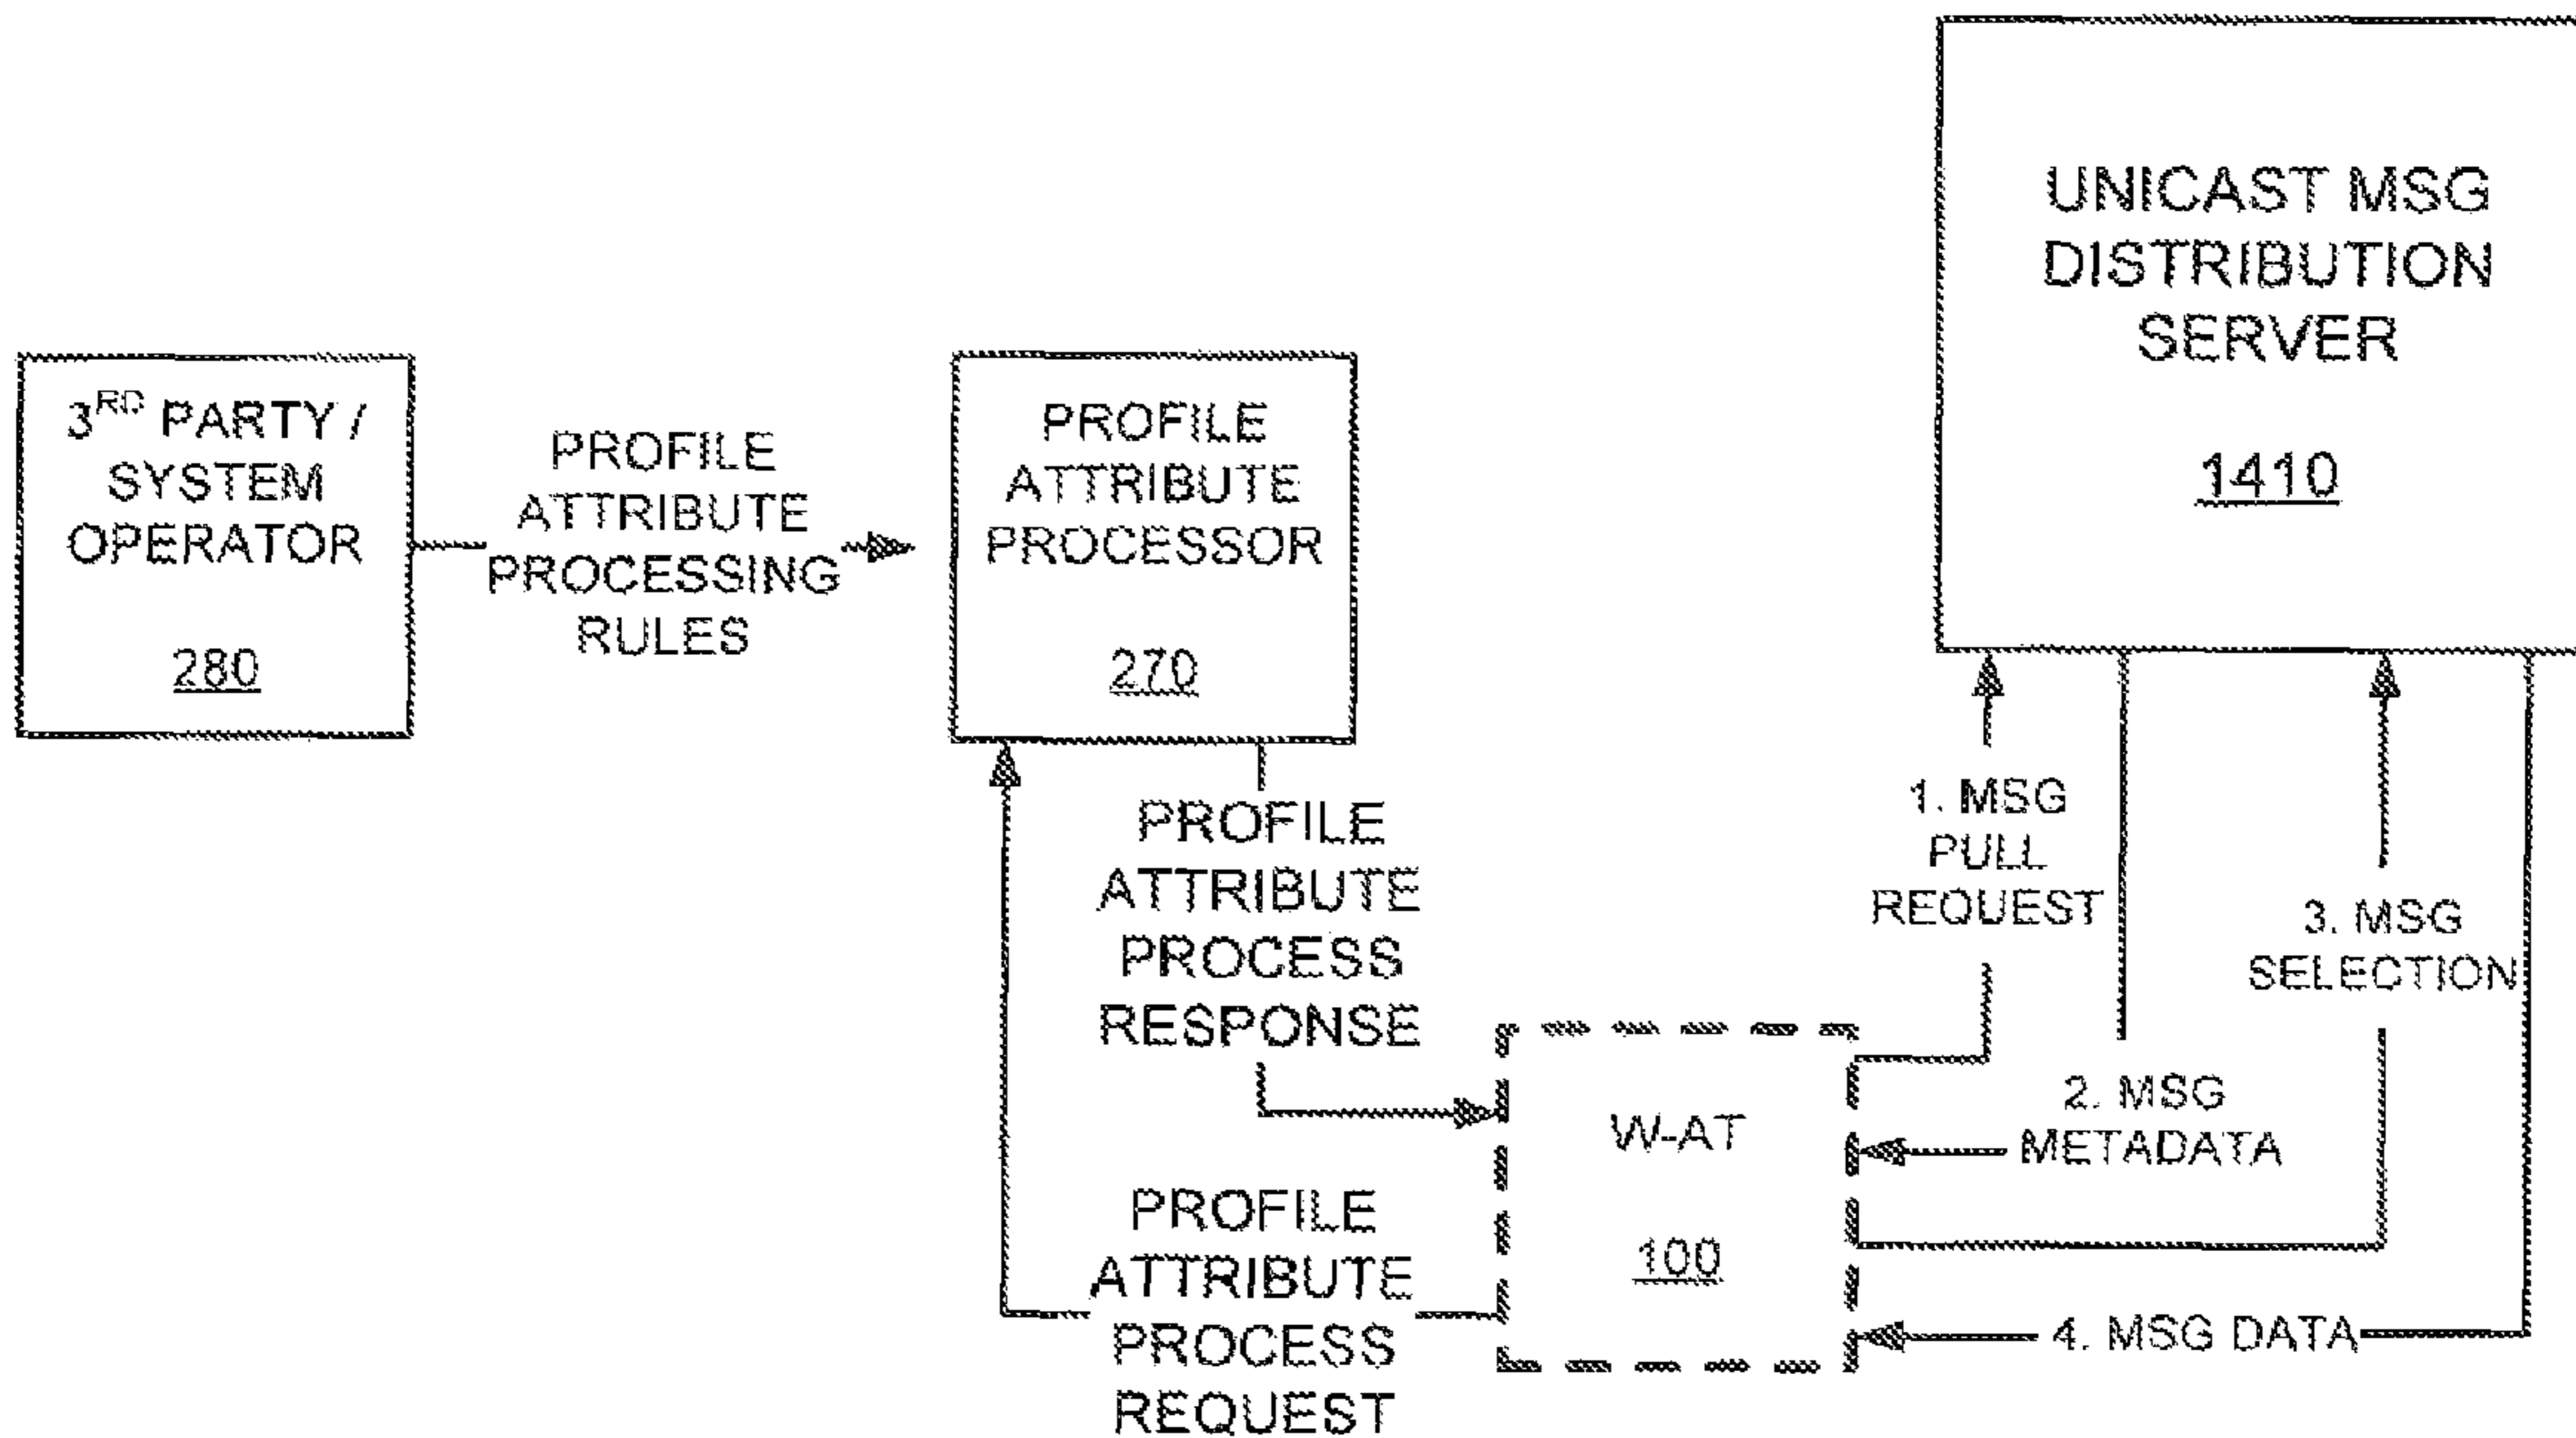 3RD PARTY /
SYSTEM
OPERATOR
280
PROFILE
ATTRIBUTE
PROCESSING
RULES
PROFILE
ATTRIBUTE
PROCESSOR
270
UNICAST MSG
DISTRIBUTION
SERVER
1410
PROFILE
ATTRIBUTE
PROCESS
RESPONSE
PROFILE
ATTRIBUTE
PROCESS
REQUEST
W-AT
100
1. MSG
PULL
REQUEST
2. MSG
METADATA
3. MSG
SELECTION
4. MSG DATA